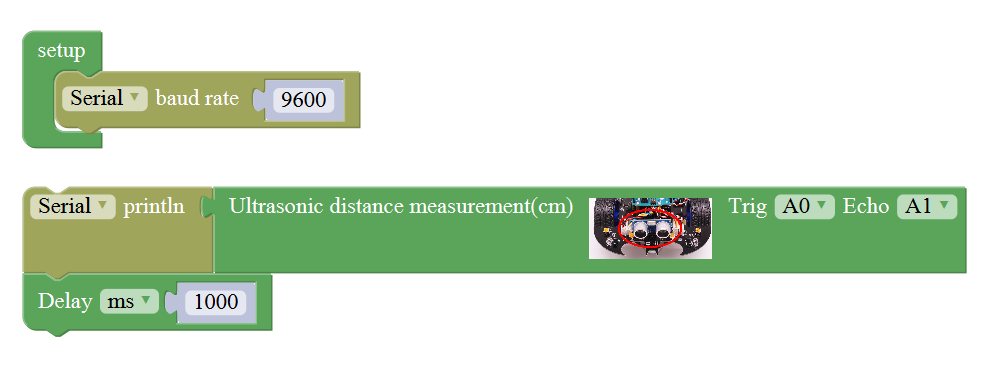 setup
Serial baud rate 9600
Serial println Ultrasonic distance measurement(cm) Trig A0 Echo A1
Delay ms 1000